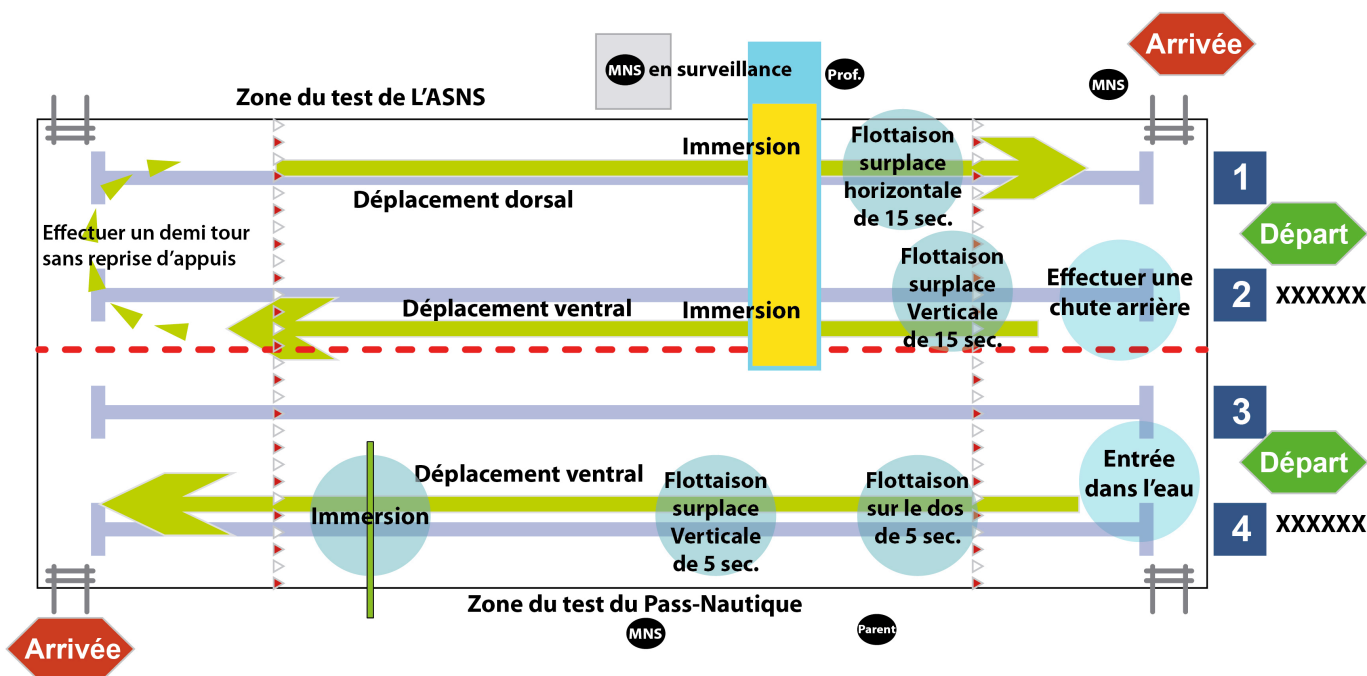 Arrivée
MNS en surveillance
Prof.
MNS
Zone du test de L’ASNS
Immersion
Flottaison
surplace
horizontale
de 15 sec.
1
Déplacement dorsal
Effectuer un demi tour
sans reprise d’appuis
Départ
Flottaison
surplace
Verticale
de 15 sec.
Effectuer une
chute arrière
2
XXXXXX
Déplacement ventral
Immersion
3
Départ
Entrée
dans l’eau
Déplacement ventral
Immersion
Flottaison
surplace
Verticale
de 5 sec.
Flottaison
sur le dos
de 5 sec.
4
XXXXXX
Zone du test du Pass-Nautique
MNS
Parent
Arrivée